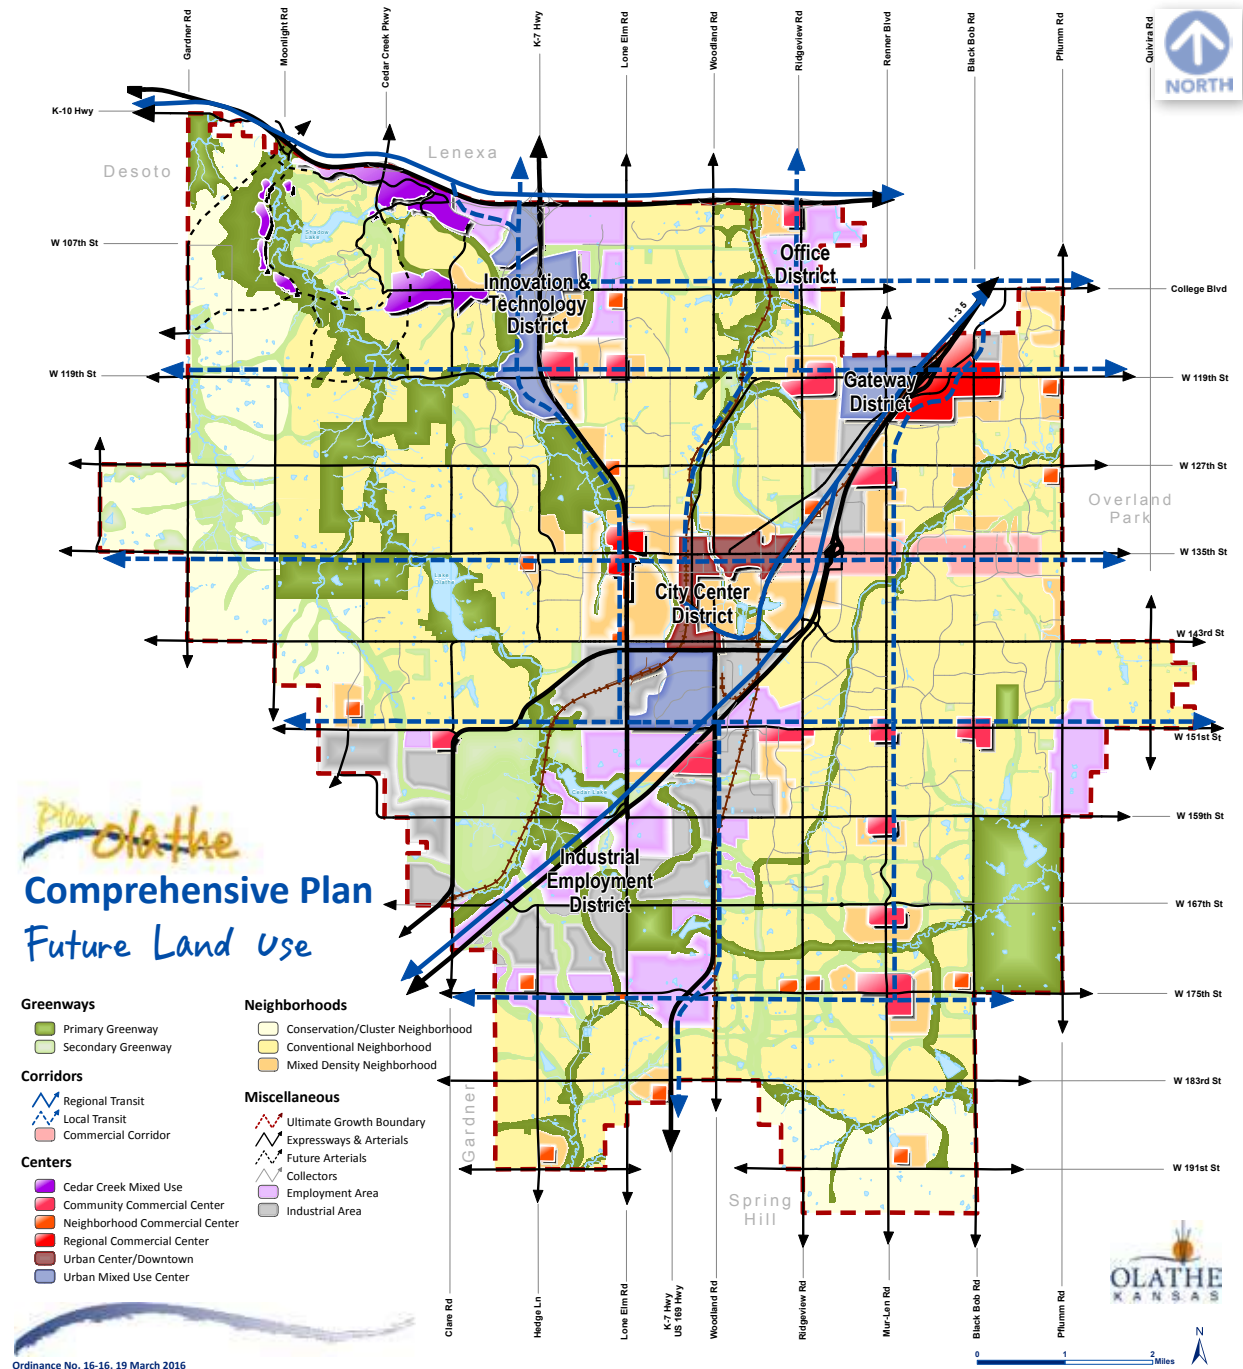 Gardner Rd
Moonlight Rd
Cedar Creek Pkwy
K-7 Hwy
Lone Elm Rd
Woodland Rd
Ridgeview Rd
Renner Blvd
Black Bob Rd
Pflumm Rd
Quivira Rd
NORTH
K-10 Hwy
Desoto
Lenexa
W 107th St
Shadow
Lake
Office
District
Innovation &
Technology
District
College Blvd
I-35
W 119th St
W 119th St
Gateway
District
W 127th St
Overland
Park
W 135th St
Lake
Olathe
City Center
District
W 143rd St
W 151st St
Cedar Lake
W 159th St
Plan
Olathe
Comprehensive Plan
Future Land Use
Industrial
Employment
District
W 167th St
W 175th St
Greenways
Primary Greenway
Secondary Greenway
Corridors
Regional Transit
Local Transit
Commercial Corridor
Centers
Cedar Creek Mixed Use
Community Commercial Center
Neighborhood Commercial Center
Regional Commercial Center
Urban Center/Downtown
Urban Mixed Use Center
Neighborhoods
Conservation/Cluster Neighborhood
Conventional Neighborhood
Mixed Density Neighborhood
Miscellaneous
Ultimate Growth Boundary
Expressways & Arterials
Future Arterials
Collectors
Employment Area
Industrial Area
Gardner
W 183rd St
W 191st St
Spring
Hill
Clare Rd
Hedge Ln
Lone Elm Rd
K-7 Hwy
US 169 Hwy
Woodland Rd
Ridgeview Rd
Mur-Len Rd
Black Bob Rd
Pflumm Rd
OLATHE
KANSAS
N
0 1 2
Miles
Ordinance No. 16-16, 19 March 2016